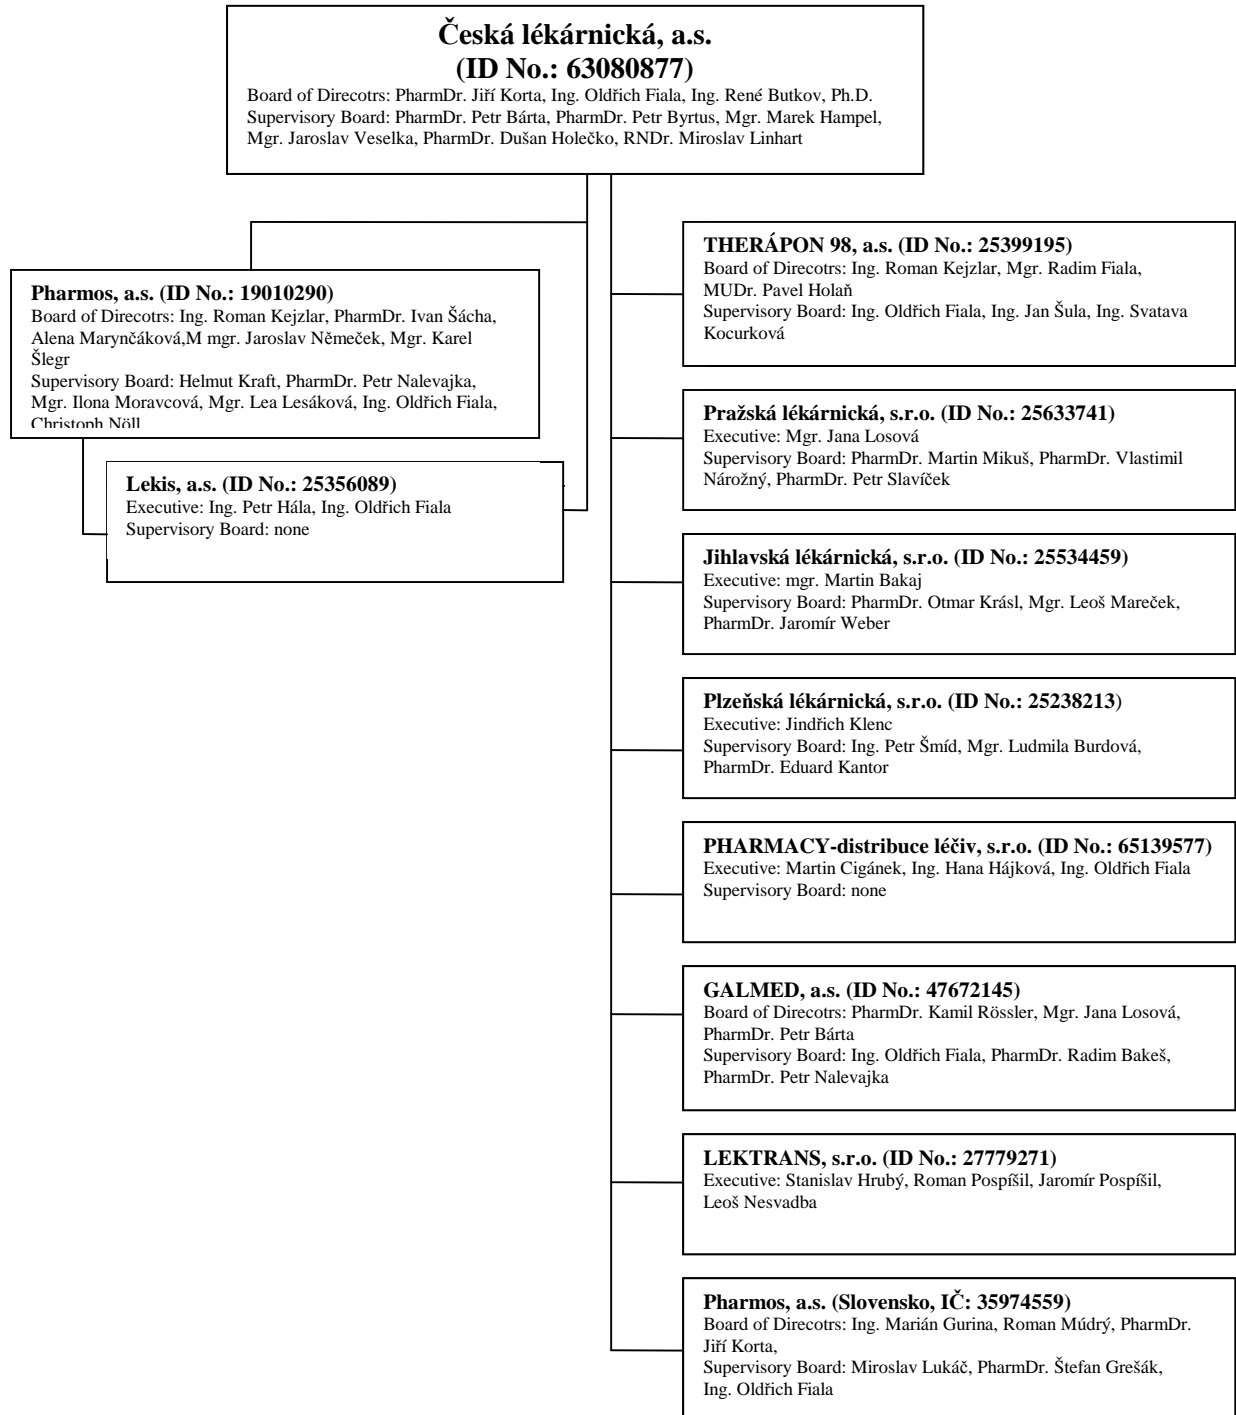 Česká lékárnická, a.s.
(ID No.: 63080877)
Board of Direcotrs: PharmDr. Jiří Korta, Ing. Oldřich Fiala, Ing. René Butkov, Ph.D.
Supervisory Board: PharmDr. Petr Bárta, PharmDr. Petr Byrtus, Mgr. Marek Hampel,
Mgr. Jaroslav Veselka, PharmDr. Dušan Holečko, RNDr. Miroslav Linhart
Pharmos, a.s. (ID No.: 19010290)
Board of Direcotrs: Ing. Roman Kejzlar, PharmDr. Ivan Šácha,
Alena Marynčáková,M mgr. Jaroslav Němeček, Mgr. Karel
Šlegr
Supervisory Board: Helmut Kraft, PharmDr. Petr Nalevajka,
Mgr. Ilona Moravcová, Mgr. Lea Lesáková, Ing. Oldřich Fiala,
Christoph Nöll
Lekis, a.s. (ID No.: 25356089)
Executive: Ing. Petr Hála, Ing. Oldřich Fiala
Supervisory Board: none
THERÁPON 98, a.s. (ID No.: 25399195)
Board of Direcotrs: Ing. Roman Kejzlar, Mgr. Radim Fiala,
MUDr. Pavel Holaň
Supervisory Board: Ing. Oldřich Fiala, Ing. Jan Šula, Ing. Svatava
Kocurková
Pražská lékárnická, s.r.o. (ID No.: 25633741)
Executive: Mgr. Jana Losová
Supervisory Board: PharmDr. Martin Mikuš, PharmDr. Vlastimil
Nárožný, PharmDr. Petr Slavíček
Jihlavská lékárnická, s.r.o. (ID No.: 25534459)
Executive: mgr. Martin Bakaj
Supervisory Board: PharmDr. Otmar Krásl, Mgr. Leoš Mareček,
PharmDr. Jaromír Weber
Plzeňská lékárnická, s.r.o. (ID No.: 25238213)
Executive: Jindřich Klenc
Supervisory Board: Ing. Petr Šmíd, Mgr. Ludmila Burdová,
PharmDr. Eduard Kantor
PHARMACY-distribuce léčiv, s.r.o. (ID No.: 65139577)
Executive: Martin Cigánek, Ing. Hana Hájková, Ing. Oldřich Fiala
Supervisory Board: none
GALMED, a.s. (ID No.: 47672145)
Board of Direcotrs: PharmDr. Kamil Rössler, Mgr. Jana Losová,
PharmDr. Petr Bárta
Supervisory Board: Ing. Oldřich Fiala, PharmDr. Radim Bakeš,
PharmDr. Petr Nalevajka
LEKTRANS, s.r.o. (ID No.: 27779271)
Executive: Stanislav Hrubý, Roman Pospíšil, Jaromír Pospíšil,
Leoš Nesvadba
Pharmos, a.s. (Slovensko, IČ: 35974559)
Board of Direcotrs: Ing. Marián Gurina, Roman Múdrý, PharmDr.
Jiří Korta,
Supervisory Board: Miroslav Lukáč, PharmDr. Štefan Grešák,
Ing. Oldřich Fiala